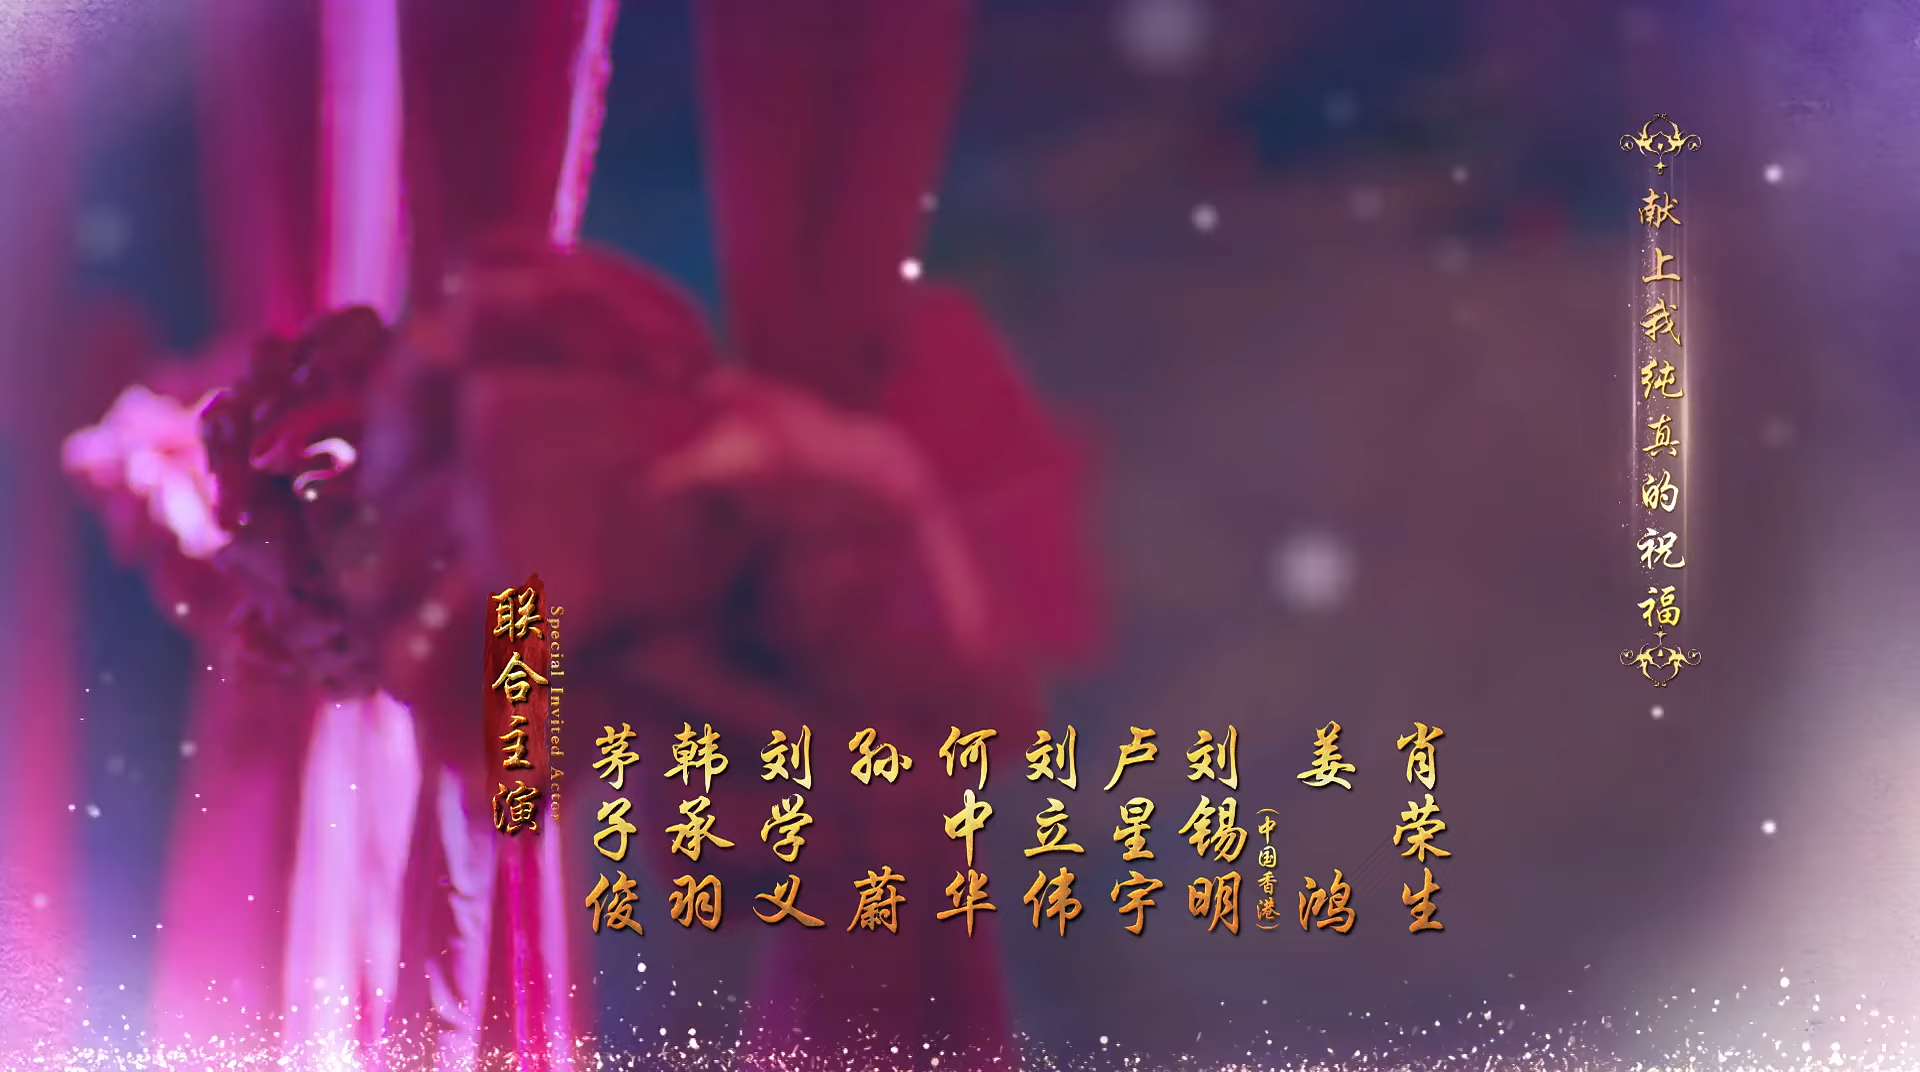 献上我纯真的祝福
联合主演
Special Invited Actor
茅子俊
韩承羽
刘学义
孙蔚
何中华
刘立伟
卢星宇
刘锡明
（中国香港）
姜鸿
肖荣生